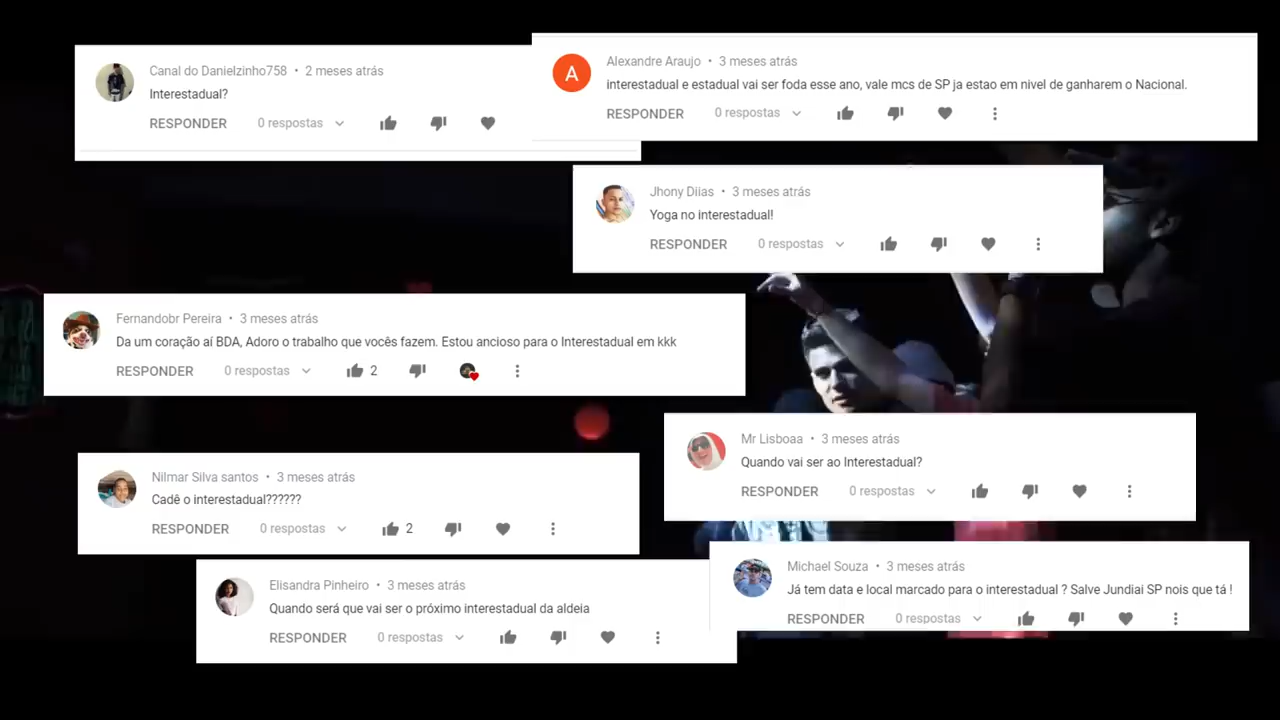 Canal do Danielzinho758 • 2 meses atrás
Interestadual?
RESPONDER 0 respostas
A
Alexandre Araujo • 3 meses atrás
interestadual e estadual vai ser foda esse ano, vale mcs de SP ja estao em nivel de ganharem o Nacional.
RESPONDER 0 respostas
Jhony Diias • 3 meses atrás
Yoga no interestadual!
RESPONDER 0 respostas
Fernandobr Pereira • 3 meses atrás
Da um coração aí BDA, Adoro o trabalho que vocês fazem. Estou ancioso para o Interestadual em kkk
RESPONDER 0 respostas 2
Mr Lisboaa • 3 meses atrás
Quando vai ser ao Interestadual?
RESPONDER 0 respostas
Nilmar Silva santos • 3 meses atrás
Cadê o interestadual??????
RESPONDER 0 respostas 2
Michael Souza • 3 meses atrás
Já tem data e local marcado para o interestadual ? Salve Jundiai SP nois que tá !
RESPONDER 0 respostas
Elisandra Pinheiro • 3 meses atrás
Quando será que vai ser o próximo interestadual da aldeia
RESPONDER 0 respostas